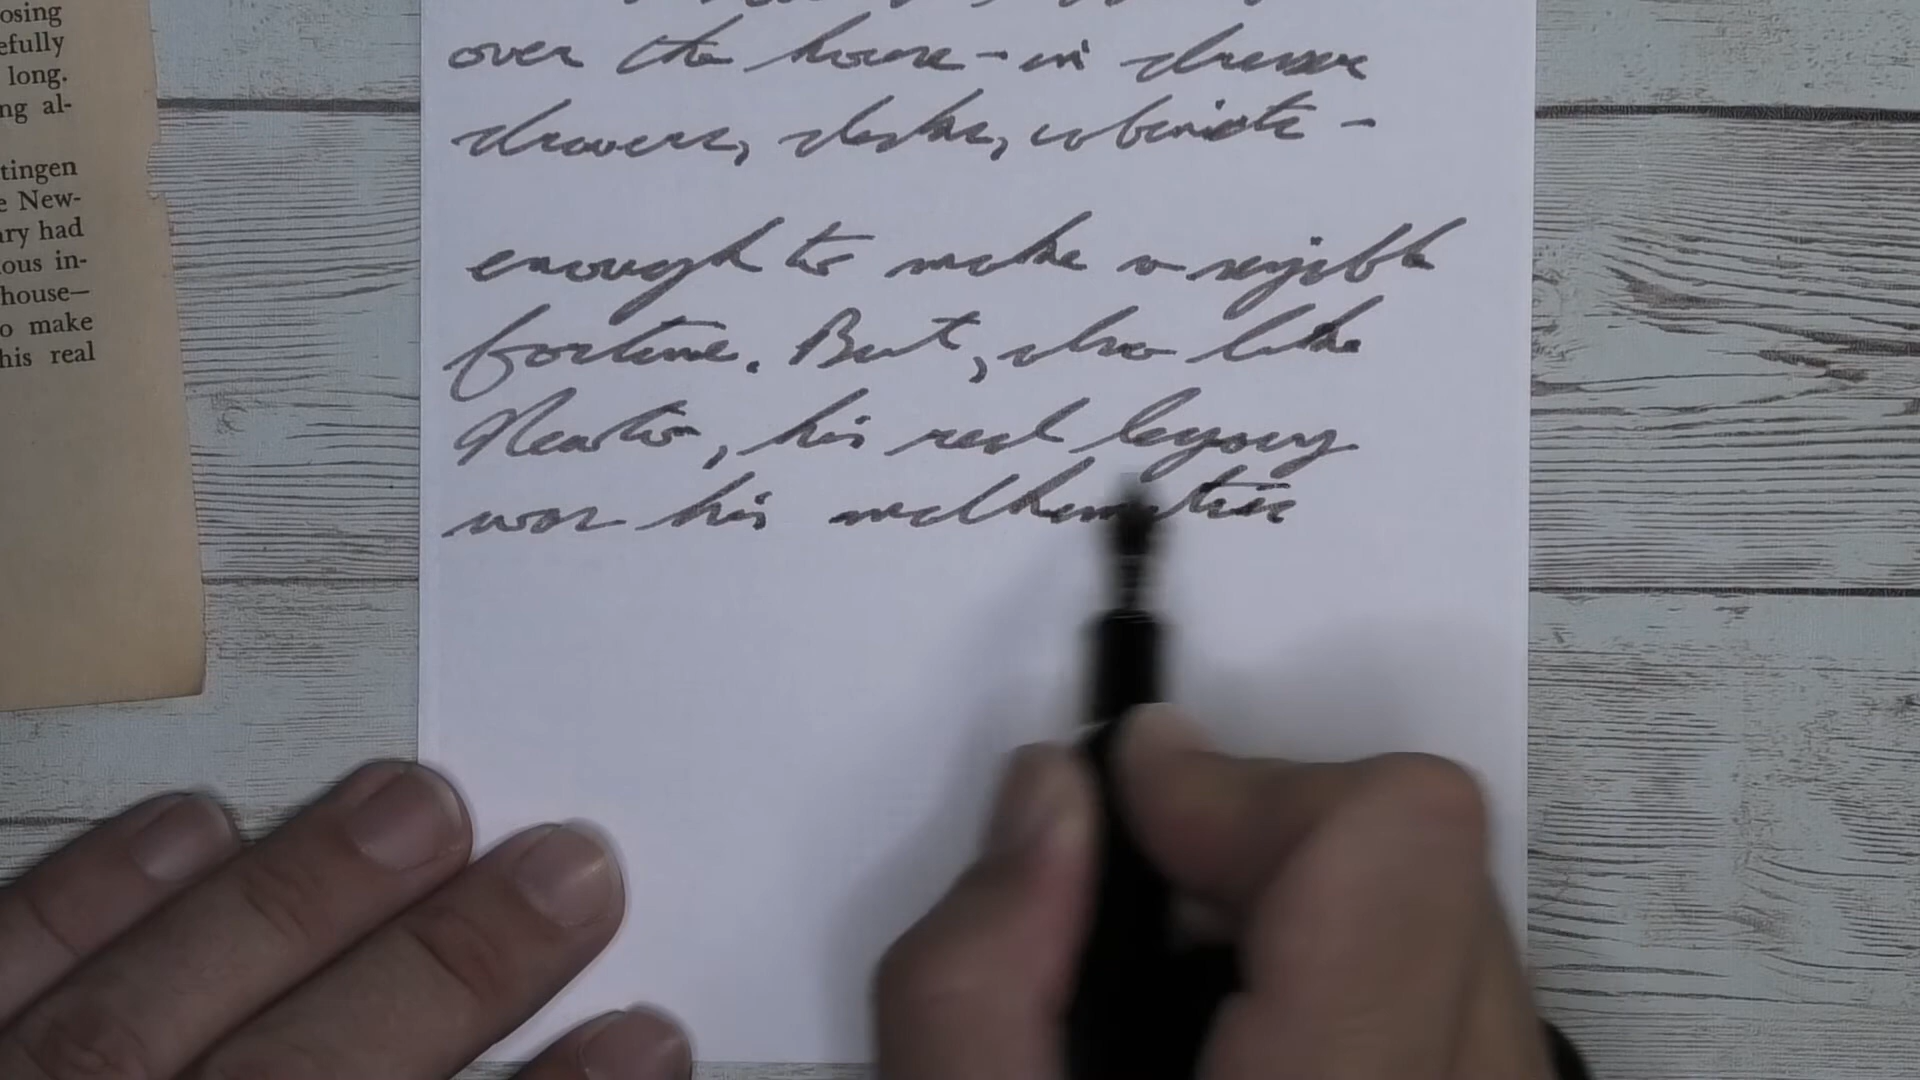 osing
efully
long.
ng al-
tingen
e New-
ary had
ous in-
house—
o make
his real
over the house - in dresser
drawers, desks, cabinets -
enough to make a sizable
fortune. But, also like
Newton, his real legacy
was his mathematics